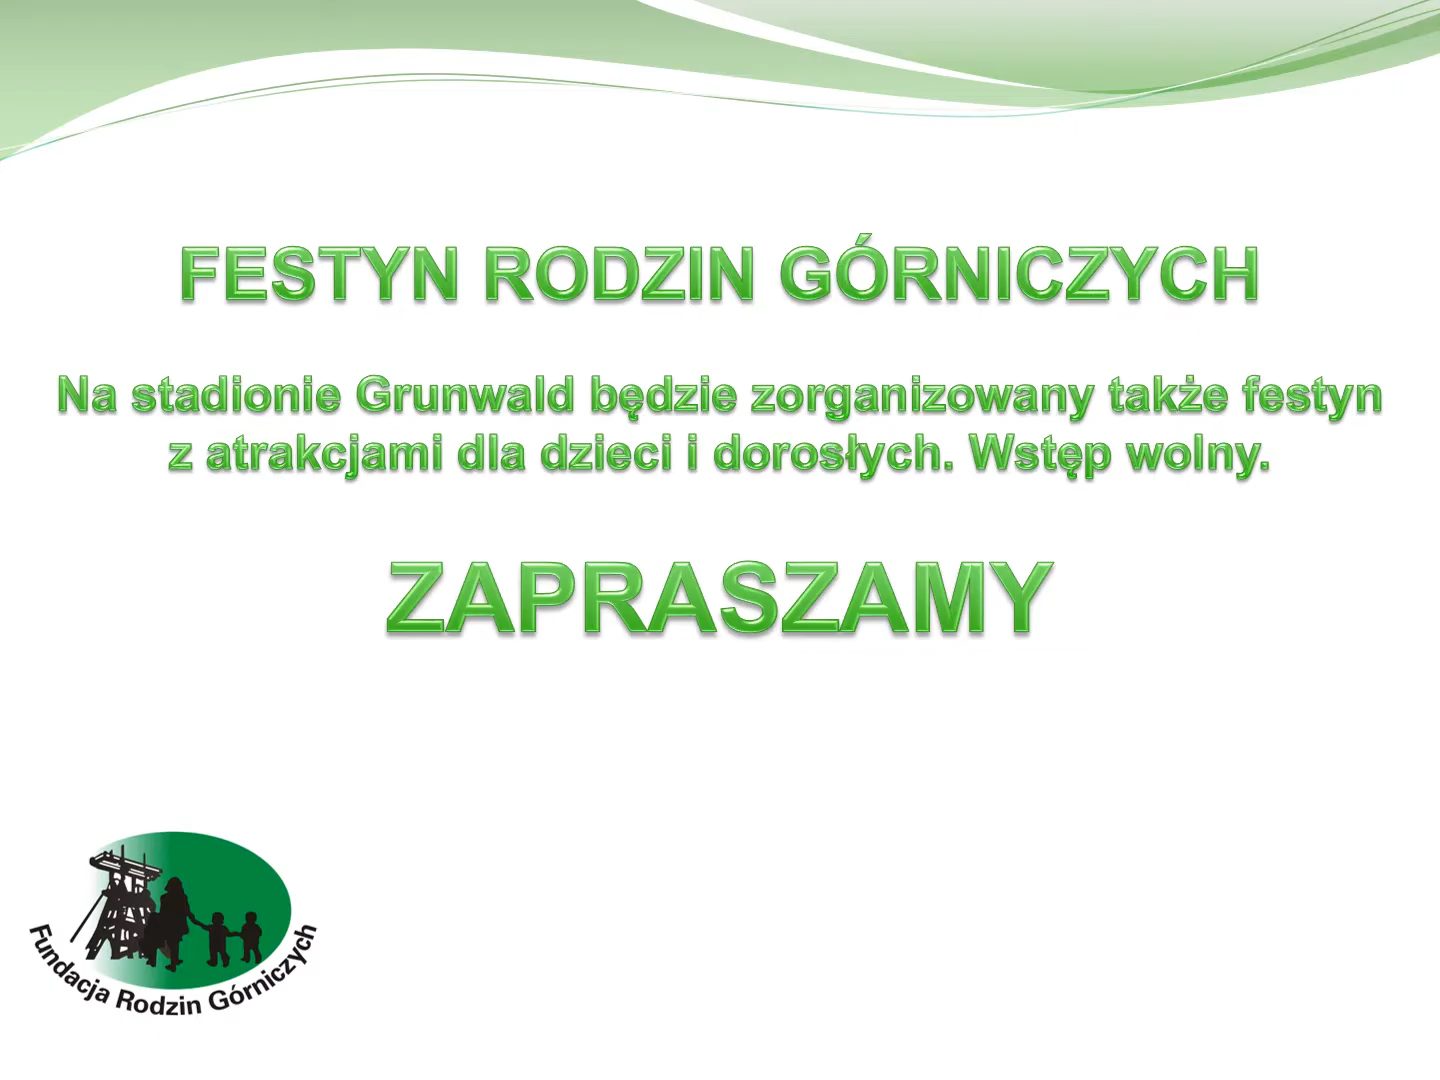 FESTYN RODZIN GÓRNICZYCH
Na stadionie Grunwald będzie zorganizowany także festyn
z atrakcjami dla dzieci i dorosłych. Wstęp wolny.
ZAPRASZAMY
Fundacja Rodzin Górniczych